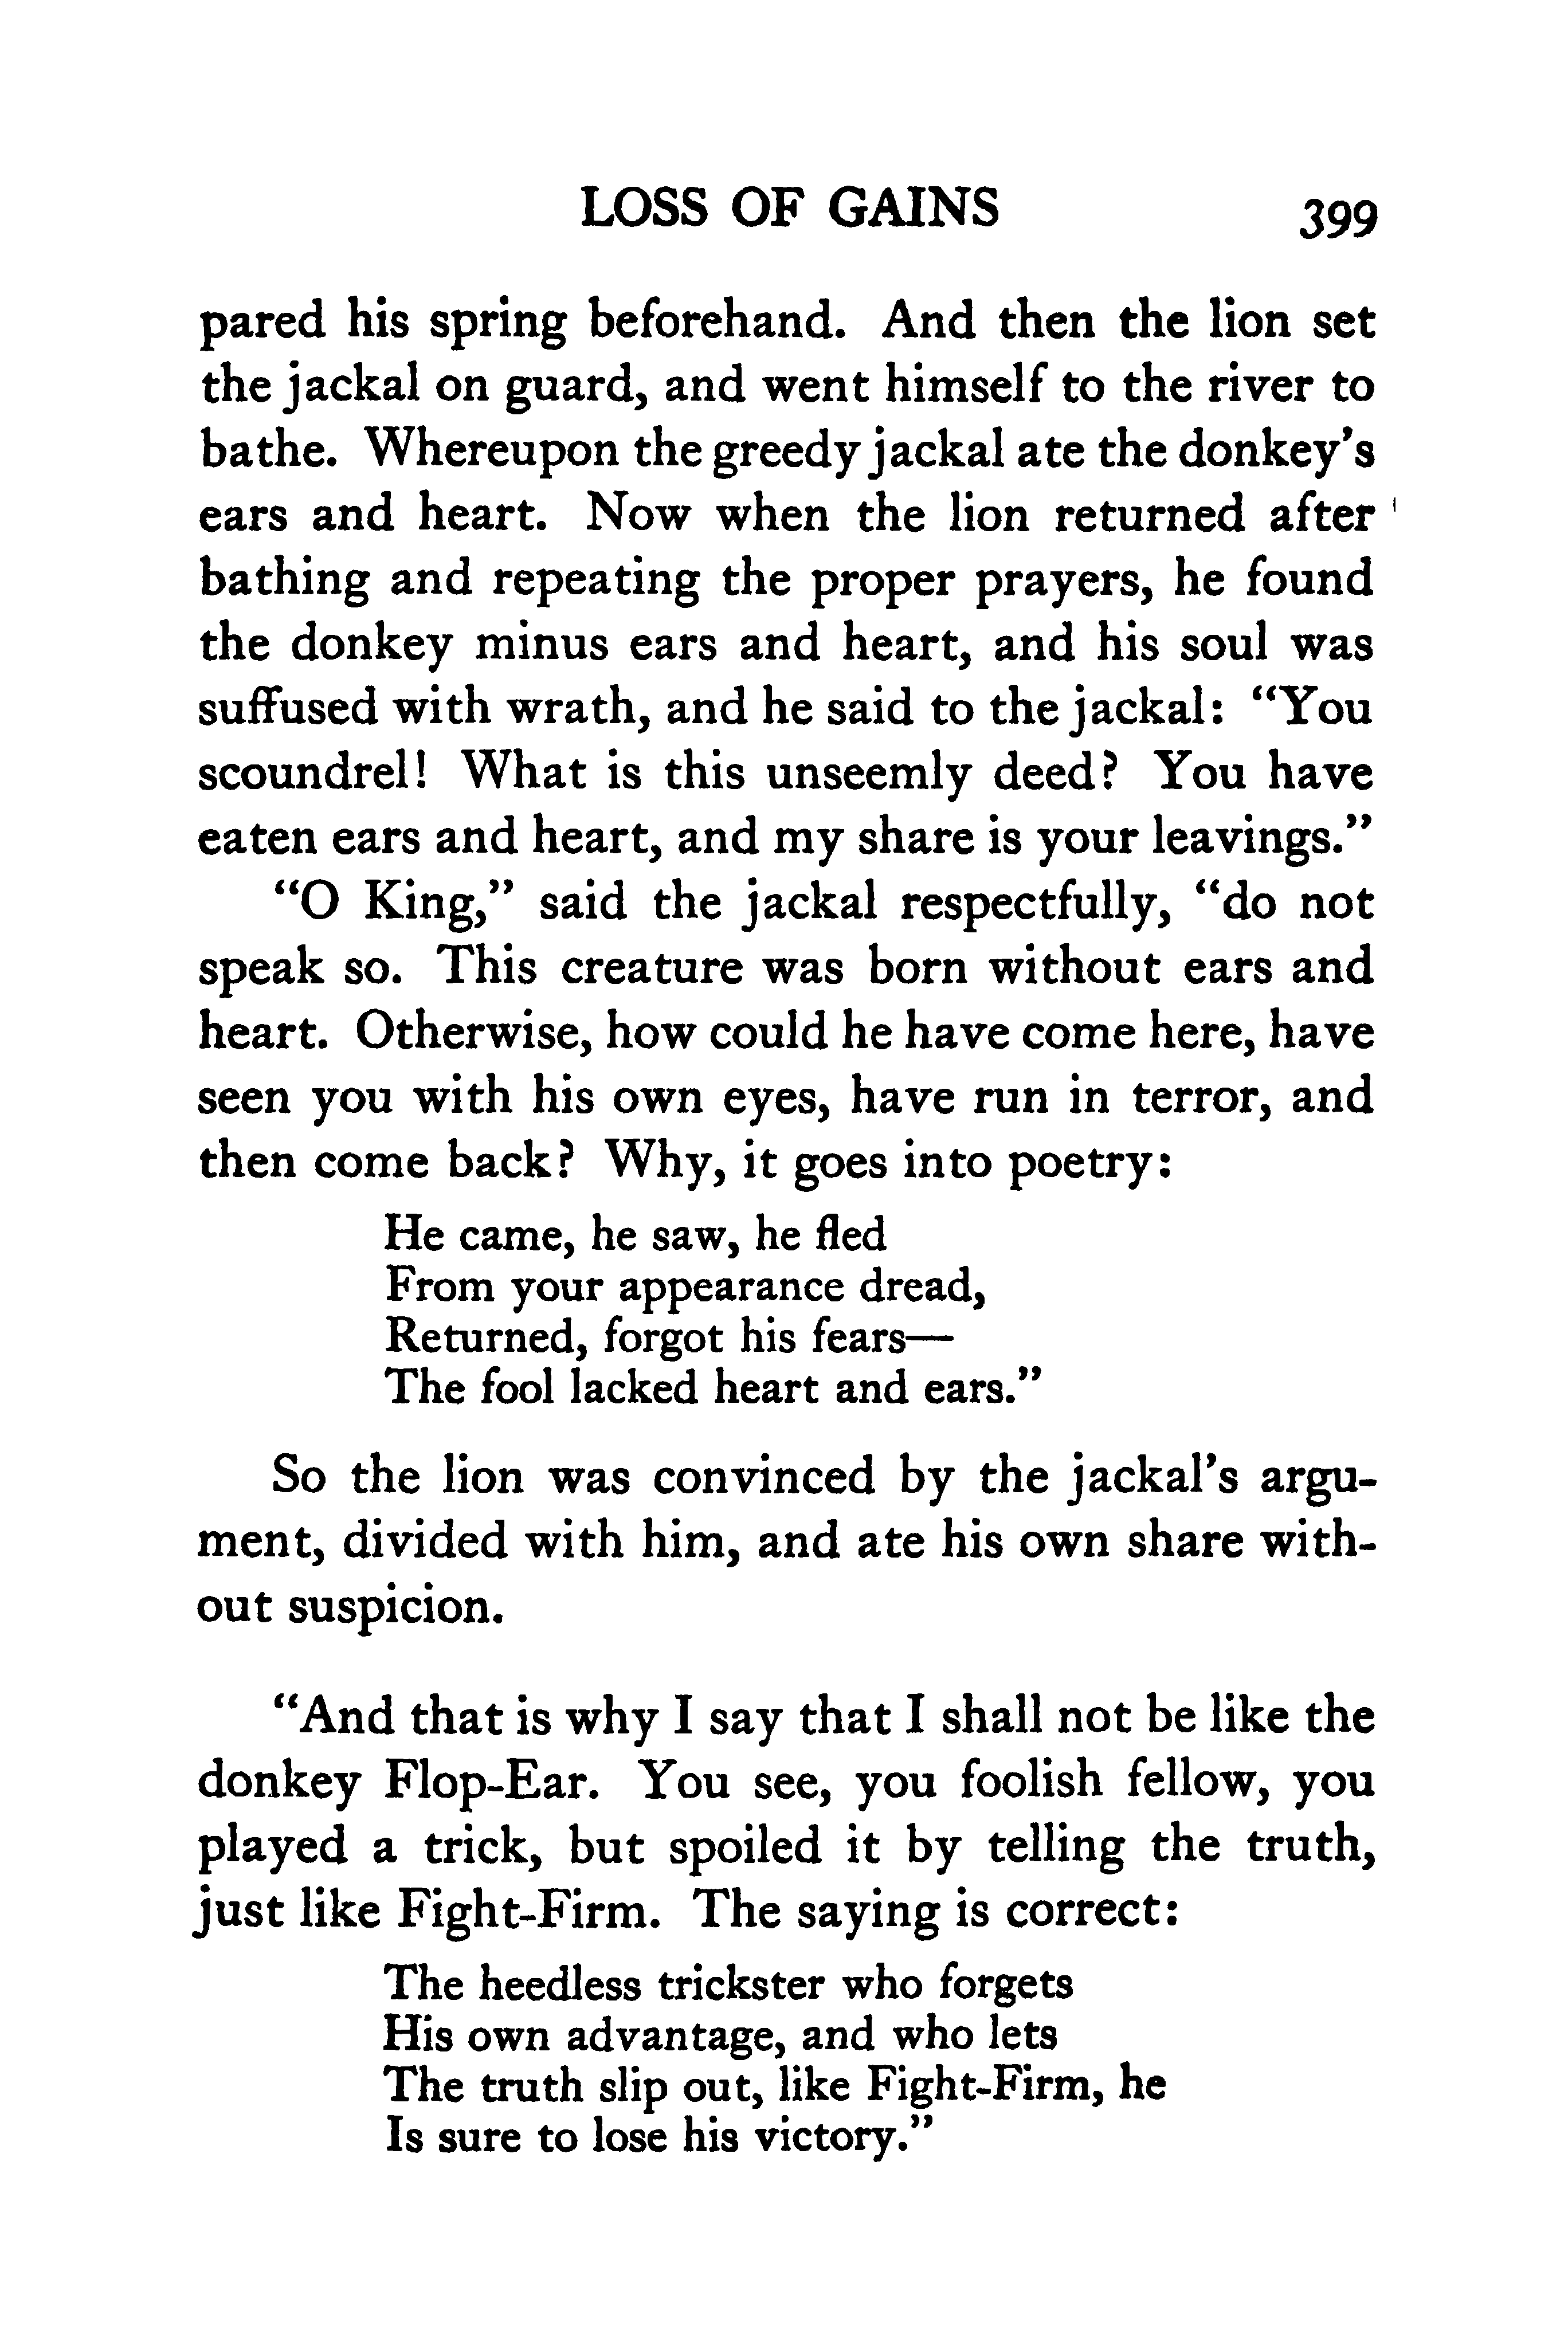 LOSS OF GAINS 399
pared his spring beforehand. And then the lion set
the jackal on guard, and went himself to the river to
bathe. Whereupon the greedy jackal ate the donkey's
ears and heart. Now when the lion returned after
bathing and repeating the proper prayers, he found
the donkey minus ears and heart, and his soul was
suffused with wrath, and he said to the jackal: “You
scoundrel! What is this unseemly deed? You have
eaten ears and heart, and my share is your leavings.”
“O King,” said the jackal respectfully, “do not
speak so. This creature was born without ears and
heart. Otherwise, how could he have come here, have
seen you with his own eyes, have run in terror, and
then come back? Why, it goes into poetry:
He came, he saw, he fled
From your appearance dread,
Returned, forgot his fears—
The fool lacked heart and ears.”
So the lion was convinced by the jackal's argu-
ment, divided with him, and ate his own share with-
out suspicion.
“And that is why I say that I shall not be like the
donkey Flop-Ear. You see, you foolish fellow, you
played a trick, but spoiled it by telling the truth,
just like Fight-Firm. The saying is correct:
The heedless trickster who forgets
His own advantage, and who lets
The truth slip out, like Fight-Firm, he
Is sure to lose his victory.”